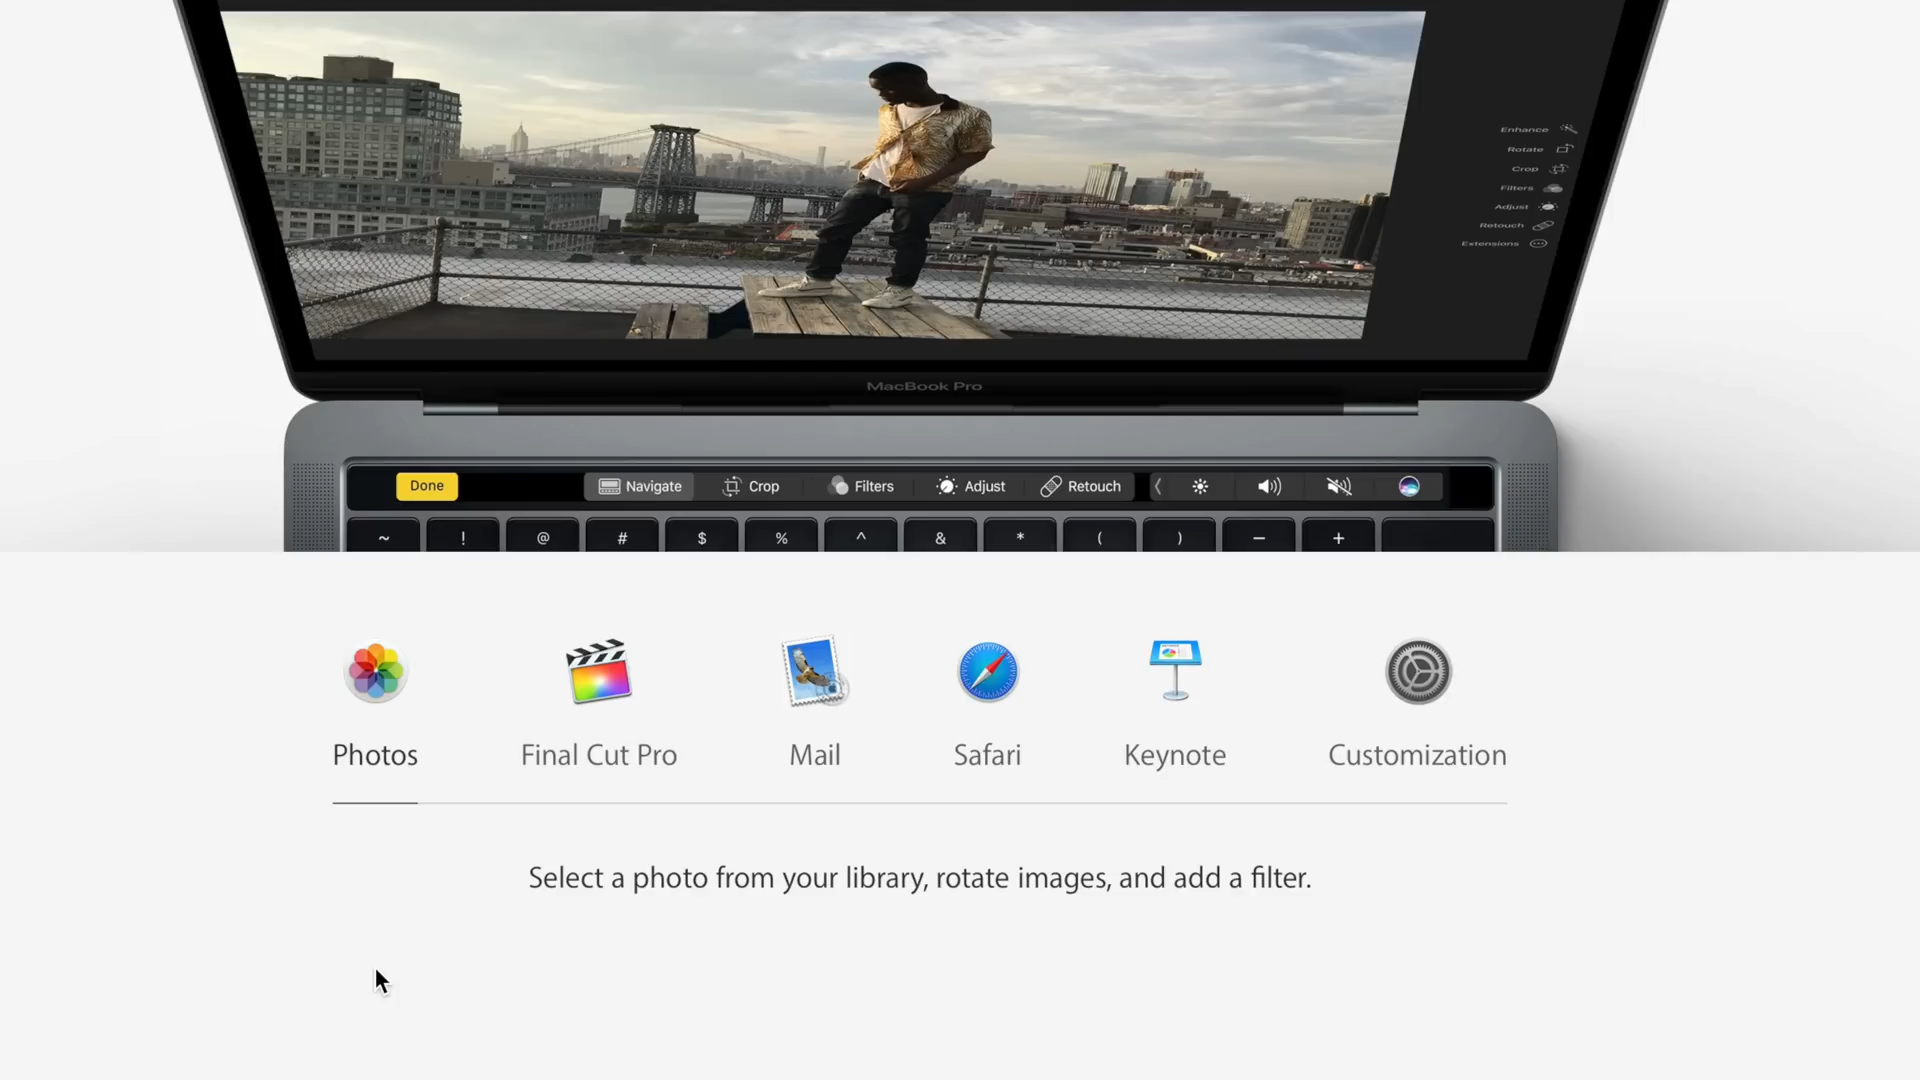 Enhance
Rotate
Crop
Filters
Adjust
Retouch
Extensions
MacBook Pro
Done Navigate Crop Filters Adjust Retouch
~ ! @ # $ % ^ & * ( ) – +
Photos Final Cut Pro Mail Safari Keynote Customization
Select a photo from your library, rotate images, and add a filter.